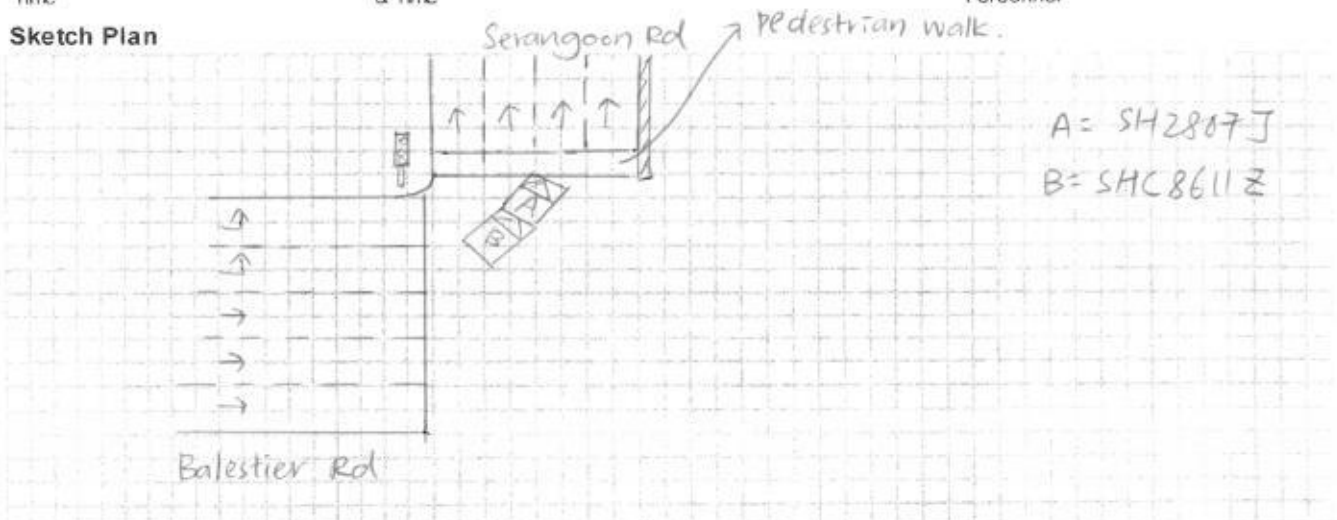 Sketch Plan
Serangoon Rd
pedestrian walk.
A = SH2807J
B = SHC8611Z
A
B
Balestier Rd